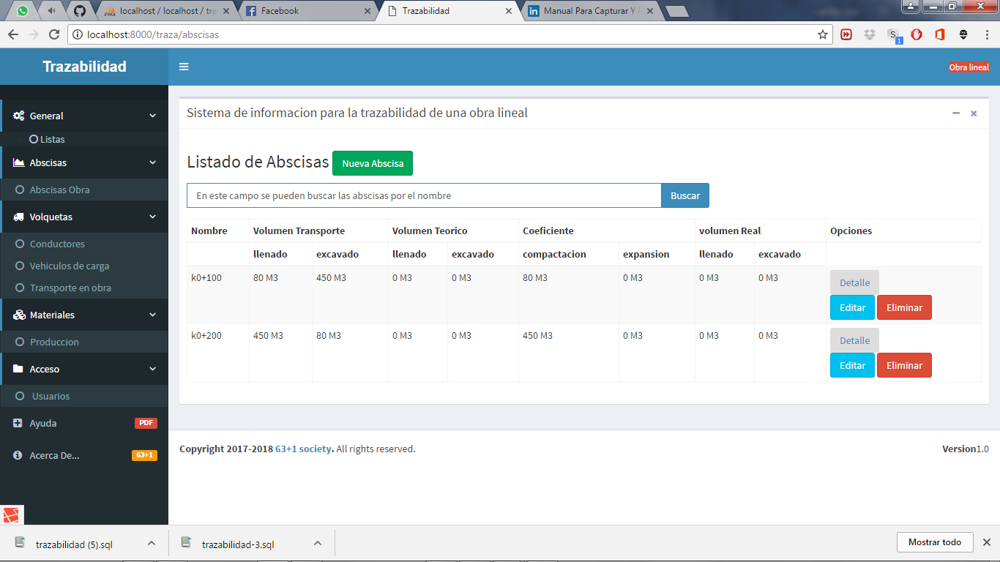 localhost / localhost / tra
Facebook
Trazabilidad
Manual Para Capturar Y P
localhost:8000/traza/abscisas
S 1
Trazabilidad
Obra lineal
General
Listas
Abscisas
Abscisas Obra
Volquetas
Conductores
Vehiculos de carga
Transporte en obra
Materiales
Produccion
Acceso
Usuarios
Ayuda PDF
Acerca De... 63+1
Sistema de informacion para la trazabilidad de una obra lineal
Listado de Abscisas Nueva Abscisa
En este campo se pueden buscar las abscisas por el nombre Buscar
Nombre Volumen Transporte Volumen Teorico Coeficiente volumen Real Opciones
llenado excavado llenado excavado compactacion expansion llenado excavado
k0+100 80 M3 450 M3 0 M3 0 M3 80 M3 0 M3 0 M3 0 M3 Detalle
Editar Eliminar
k0+200 450 M3 80 M3 0 M3 0 M3 450 M3 0 M3 0 M3 0 M3 Detalle
Editar Eliminar
Copyright 2017-2018 63+1 society. All rights reserved. Version1.0
trazabilidad (5).sql
trazabilidad-3.sql
Mostrar todo